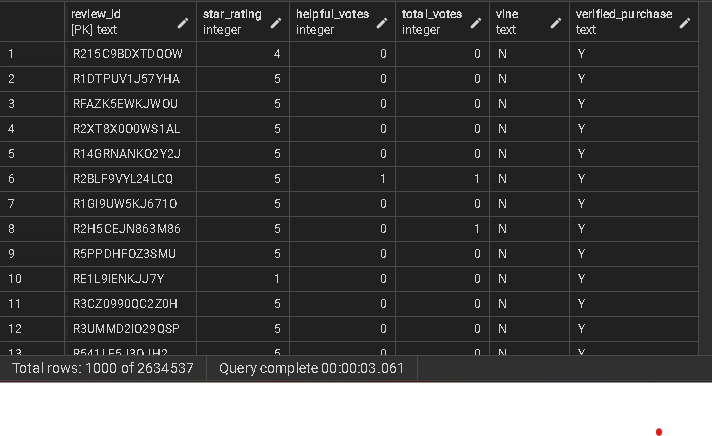 review_id star_rating helpful_votes total_votes vine verified_purchase
[PK] text integer integer integer text text
1 R215C9BDXTDQOW 4 0 0 N Y
2 R1DTPUV1J57YHA 5 0 0 N Y
3 RFAZK5EWKJWOU 5 0 0 N Y
4 R2XT8X0O0WS1AL 5 0 0 N Y
5 R14GRNANKO2Y2J 5 0 0 N Y
6 R2BLF9VYL24LCQ 5 1 1 N Y
7 R1GI9UW5KJ671O 5 0 0 N Y
8 R2H5CEJN863M86 5 0 1 N Y
9 R5PPDHFOZ3SMU 5 0 0 N Y
10 RE1L9IENKJJ7Y 1 0 0 N Y
11 R3CZ0990QC2Z0H 5 0 0 N Y
12 R3UMMD2IO29QSP 5 0 0 N Y
13 5 0 0 N Y
Total rows: 1000 of 2634537 Query complete 00:00:03.061